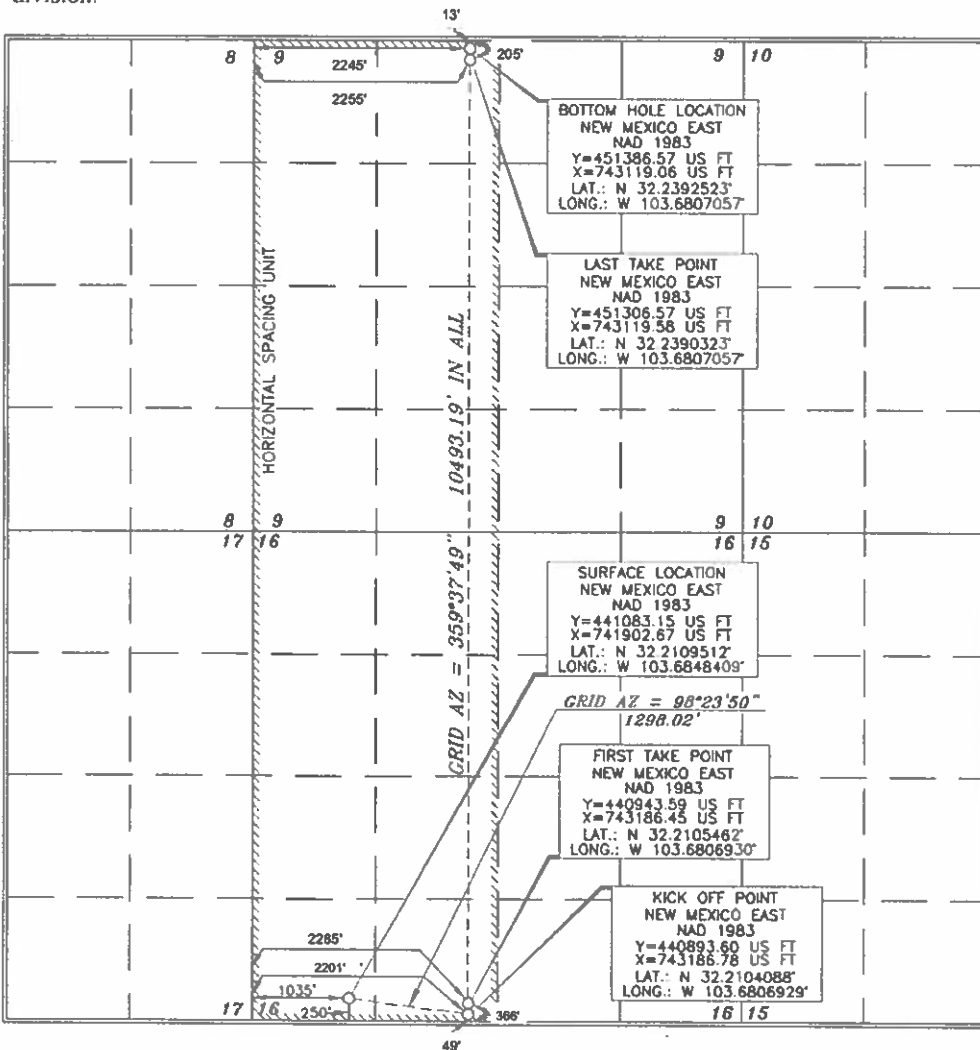 division.
13'
8 9
2245'
205'
9 10
2255'
BOTTOM HOLE LOCATION
NEW MEXICO EAST
NAD 1983
Y=451386.57 US FT
X=743119.06 US FT
LAT.: N 32.2392523°
LONG.: W 103.6807057°
LAST TAKE POINT
NEW MEXICO EAST
NAD 1983
Y=451306.57 US FT
X=743119.58 US FT
LAT.: N 32.2390323°
LONG.: W 103.6807057°
HORIZONTAL SPACING UNIT
GRID AZ = 359°37'49" 10493.19' IN ALL
8 9
17 16
9 10
16 15
SURFACE LOCATION
NEW MEXICO EAST
NAD 1983
Y=441083.15 US FT
X=741902.67 US FT
LAT.: N 32.2109512°
LONG.: W 103.6848409°
GRID AZ = 98°23'50"
1298.02'
FIRST TAKE POINT
NEW MEXICO EAST
NAD 1983
Y=440943.59 US FT
X=743186.45 US FT
LAT.: N 32.2105462°
LONG.: W 103.6806930°
KICK OFF POINT
NEW MEXICO EAST
NAD 1983
Y=440893.60 US FT
X=743186.78 US FT
LAT.: N 32.2104088°
LONG.: W 103.6806929°
2285'
2201'
1035'
17 16
250'
366'
16 15
49'